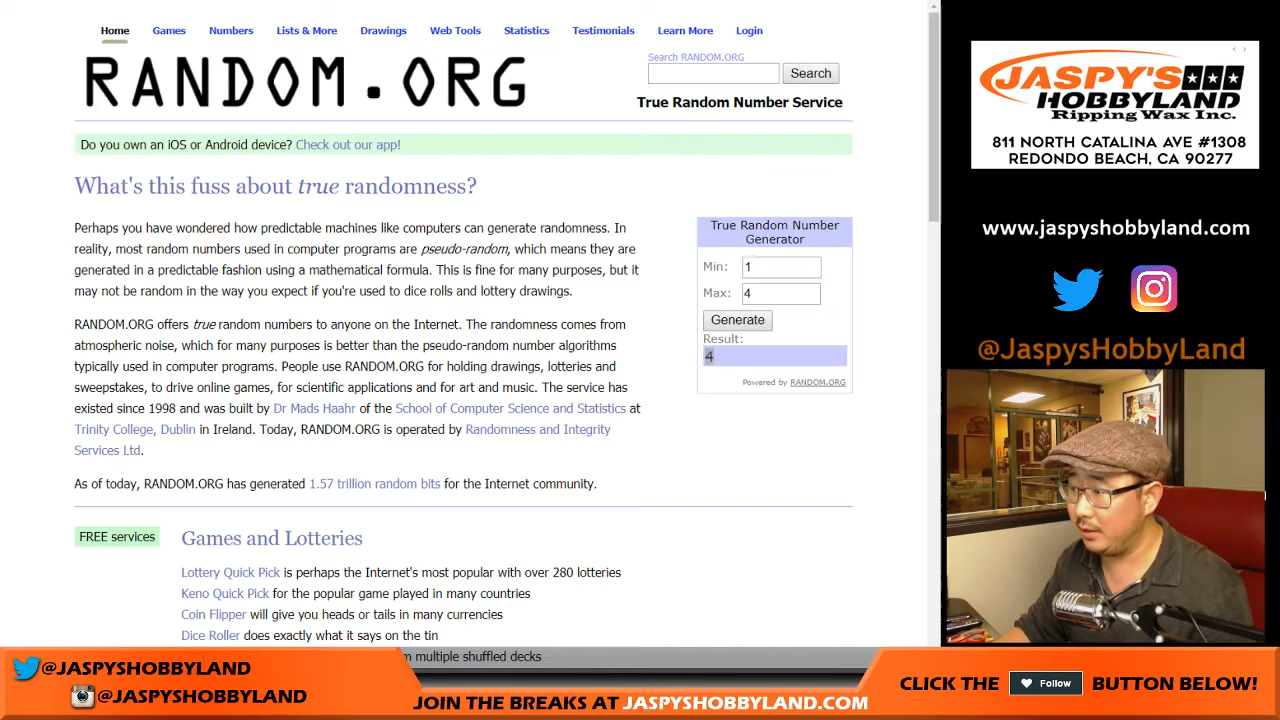 Home Games Numbers Lists & More Drawings Web Tools Statistics Testimonials Learn More Login
RANDOM.ORG
Search RANDOM.ORG
Search
True Random Number Service
Do you own an iOS or Android device? Check out our app!
What's this fuss about true randomness?
Perhaps you have wondered how predictable machines like computers can generate randomness. In
reality, most random numbers used in computer programs are pseudo-random, which means they are
generated in a predictable fashion using a mathematical formula. This is fine for many purposes, but it
may not be random in the way you expect if you're used to dice rolls and lottery drawings.
RANDOM.ORG offers true random numbers to anyone on the Internet. The randomness comes from
atmospheric noise, which for many purposes is better than the pseudo-random number algorithms
typically used in computer programs. People use RANDOM.ORG for holding drawings, lotteries and
sweepstakes, to drive online games, for scientific applications and for art and music. The service has
existed since 1998 and was built by Dr Mads Haahr of the School of Computer Science and Statistics at
Trinity College, Dublin in Ireland. Today, RANDOM.ORG is operated by Randomness and Integrity
Services Ltd.
As of today, RANDOM.ORG has generated 1.57 trillion random bits for the Internet community.
True Random Number
Generator
Min: 1
Max: 4
Generate
Result:
4
Powered by RANDOM.ORG
FREE services
Games and Lotteries
Lottery Quick Pick is perhaps the Internet's most popular with over 280 lotteries
Keno Quick Pick for the popular game played in many countries
Coin Flipper will give you heads or tails in many currencies
Dice Roller does exactly what it says on the tin
multiple shuffled decks
JASPY'S
HOBBYLAND
Ripping Wax Inc.
811 NORTH CATALINA AVE #1308
REDONDO BEACH, CA 90277
www.jaspyshobbyland.com
@JaspysHobbyLand
@JASPYSHOBBYLAND
@JASPYSHOBBYLAND
JOIN THE BREAKS AT JASPYSHOBBYLAND.COM
CLICK THE Follow BUTTON BELOW!